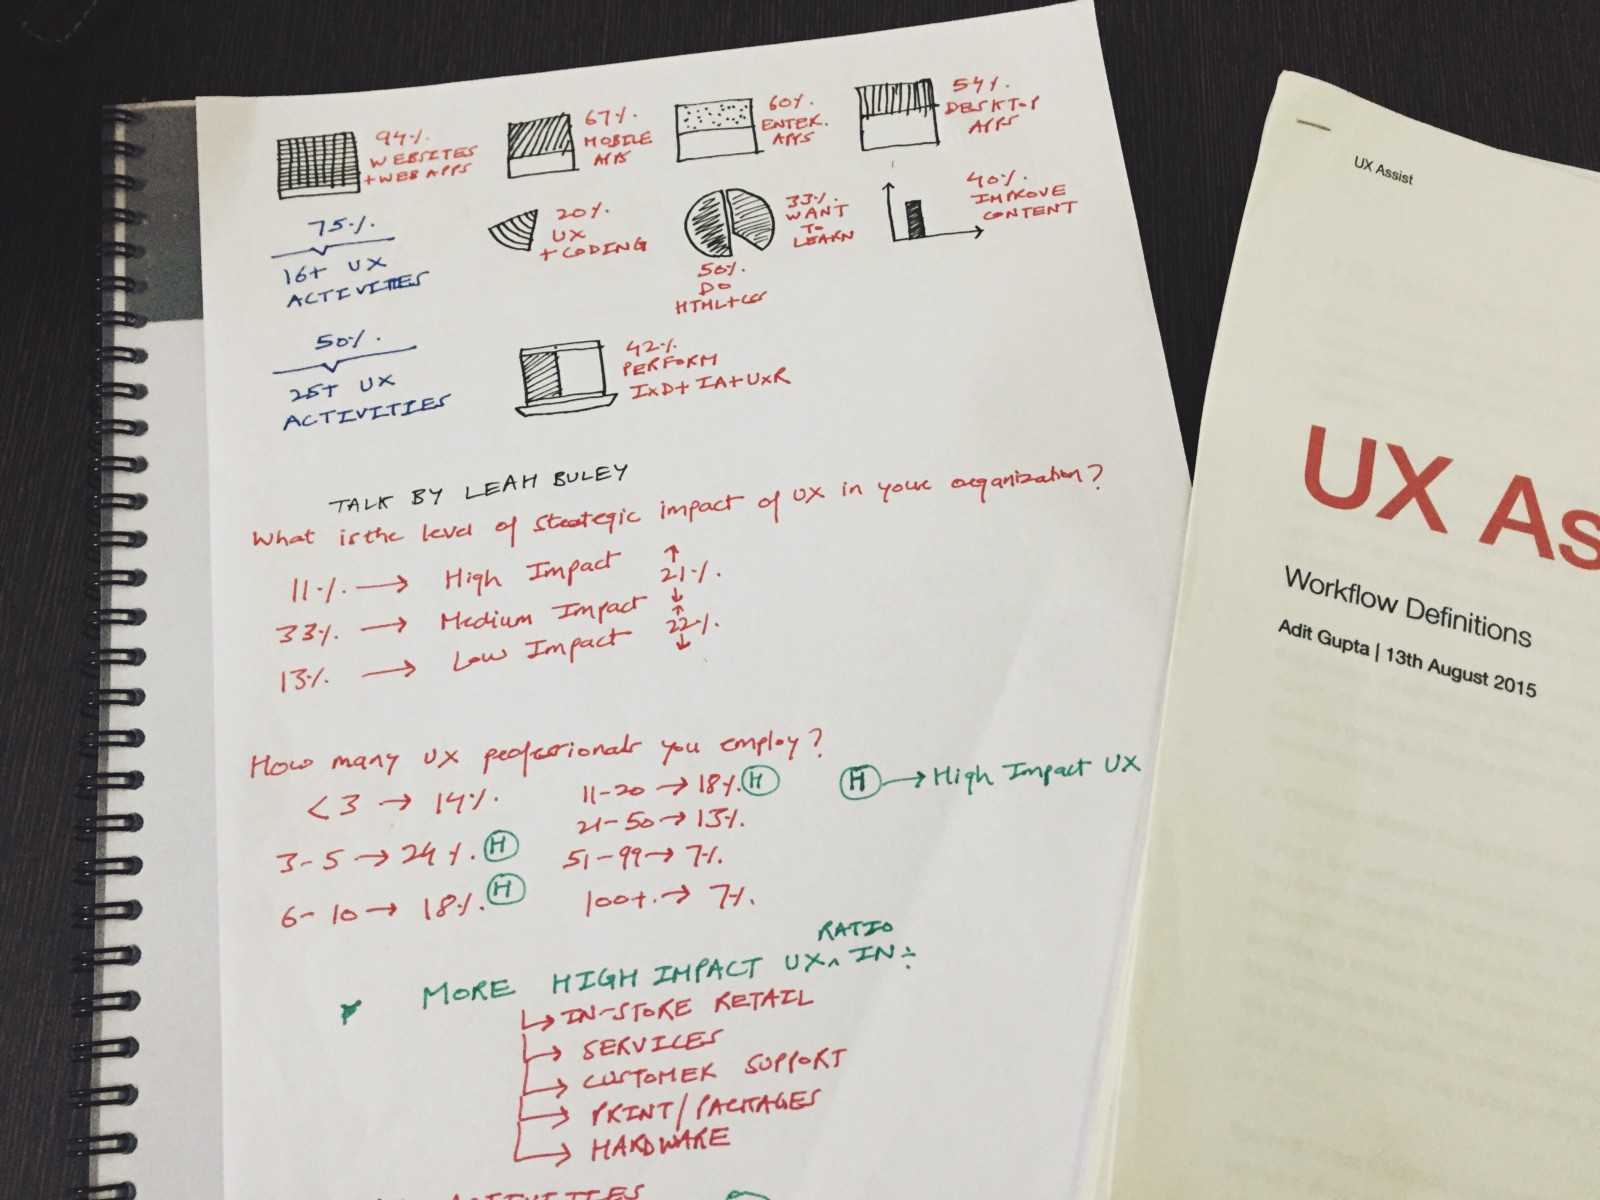 94%.
WEBSITES
+WEB APPS
67%.
MOBILE
APPS
60%.
ENTER.
APPS
54%.
DESKTOP
APPS
75%.
16+ UX
ACTIVITIES
20%.
UX
+CODING
50%.
DO
HTML+CSS
33%.
WANT
TO
LEARN
40%.
IMPROVE
CONTENT
50%.
25+ UX
ACTIVITIES
42%.
PERFORM
IXD+ IA+UXR
TALK BY LEAH BULEY
What is the level of strategic impact of UX in your organization?
11%. → High Impact
↑
21%.
↓
33%. → Medium Impact
↑
22%.
↓
13%. → Low Impact
How many UX professionals you employ?
<3 → 14%.
3-5 → 24%. H
6-10 → 18%. H
11-20 → 18%. H
21-50 → 13%.
51-99 → 7%.
100+. → 7%.
H → High Impact UX
RATIO
MORE HIGH IMPACT UX^ IN ÷
→ IN-STORE RETAIL
→ SERVICES
→ CUSTOMER SUPPORT
→ PRINT/PACKAGES
→ HARDWARE
ACTIVITIES
UX Assist
UX As
Workflow Definitions
Adit Gupta | 13th August 2015